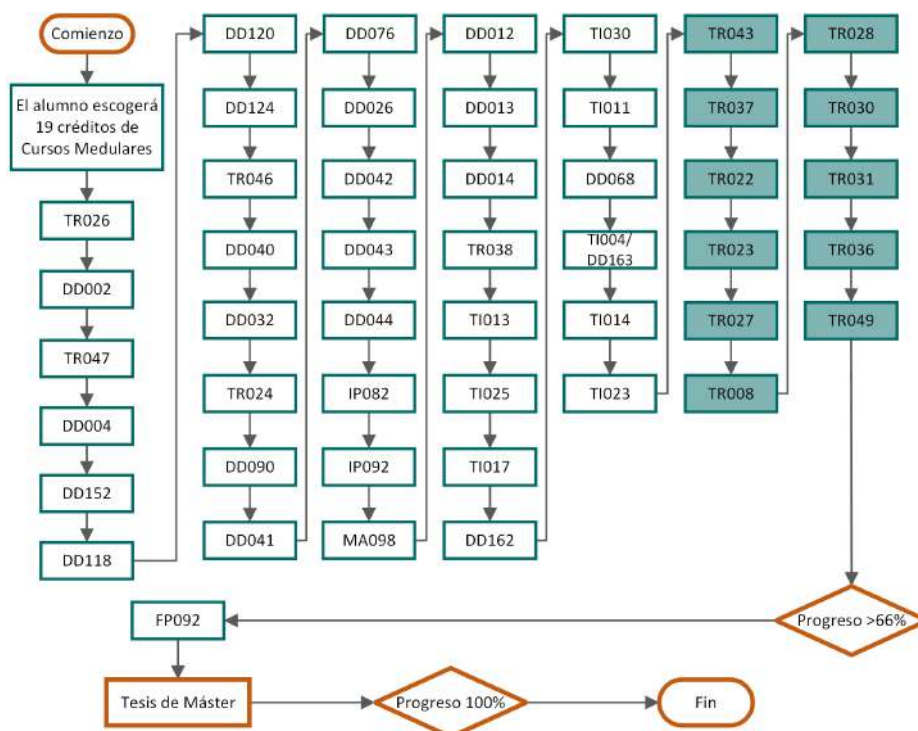 Comienzo
El alumno escogerá
19 créditos de
Cursos Medulares
TR026
DD002
TR047
DD004
DD152
DD118
DD120
DD124
TR046
DD040
DD032
TR024
DD090
DD041
DD076
DD026
DD042
DD043
DD044
IP082
IP092
MA098
DD012
DD013
DD014
TR038
TI013
TI025
TI017
DD162
TI030
TI011
DD068
TI004/
DD163
TI014
TI023
TR043
TR037
TR022
TR023
TR027
TR008
TR028
TR030
TR031
TR036
TR049
Progreso >66%
FP092
Tesis de Máster
Progreso 100%
Fin